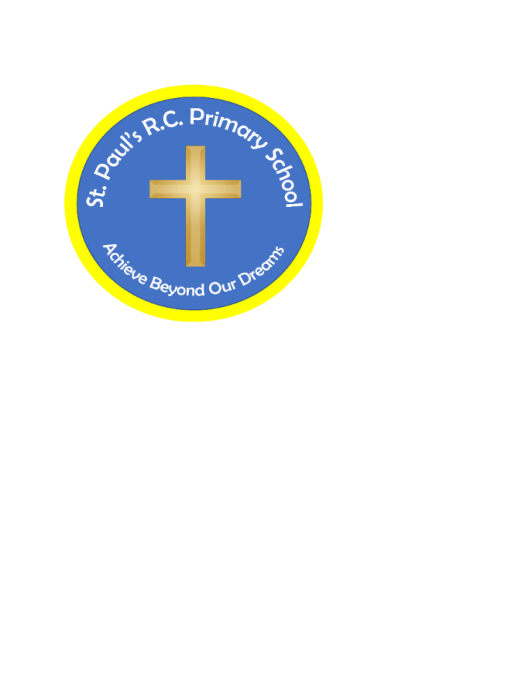 St. Paul's R.C. Primary School
Achieve Beyond Our Dreams